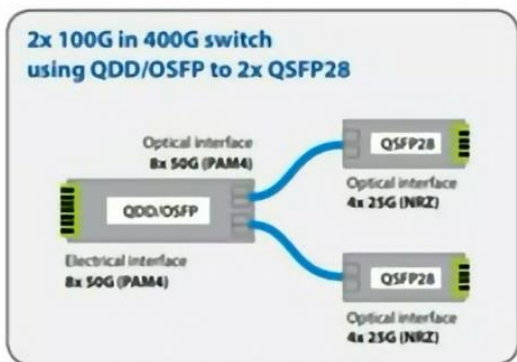 2x 100G in 400G switch
using QDD/OSFP to 2x QSFP28
Optical interface
8x 50G (PAM4)
QSFP28
Optical interface
4x 25G (NRZ)
QDD/OSFP
Electrical interface
8x 50G (PAM4)
QSFP28
Optical interface
4x 25G (NRZ)